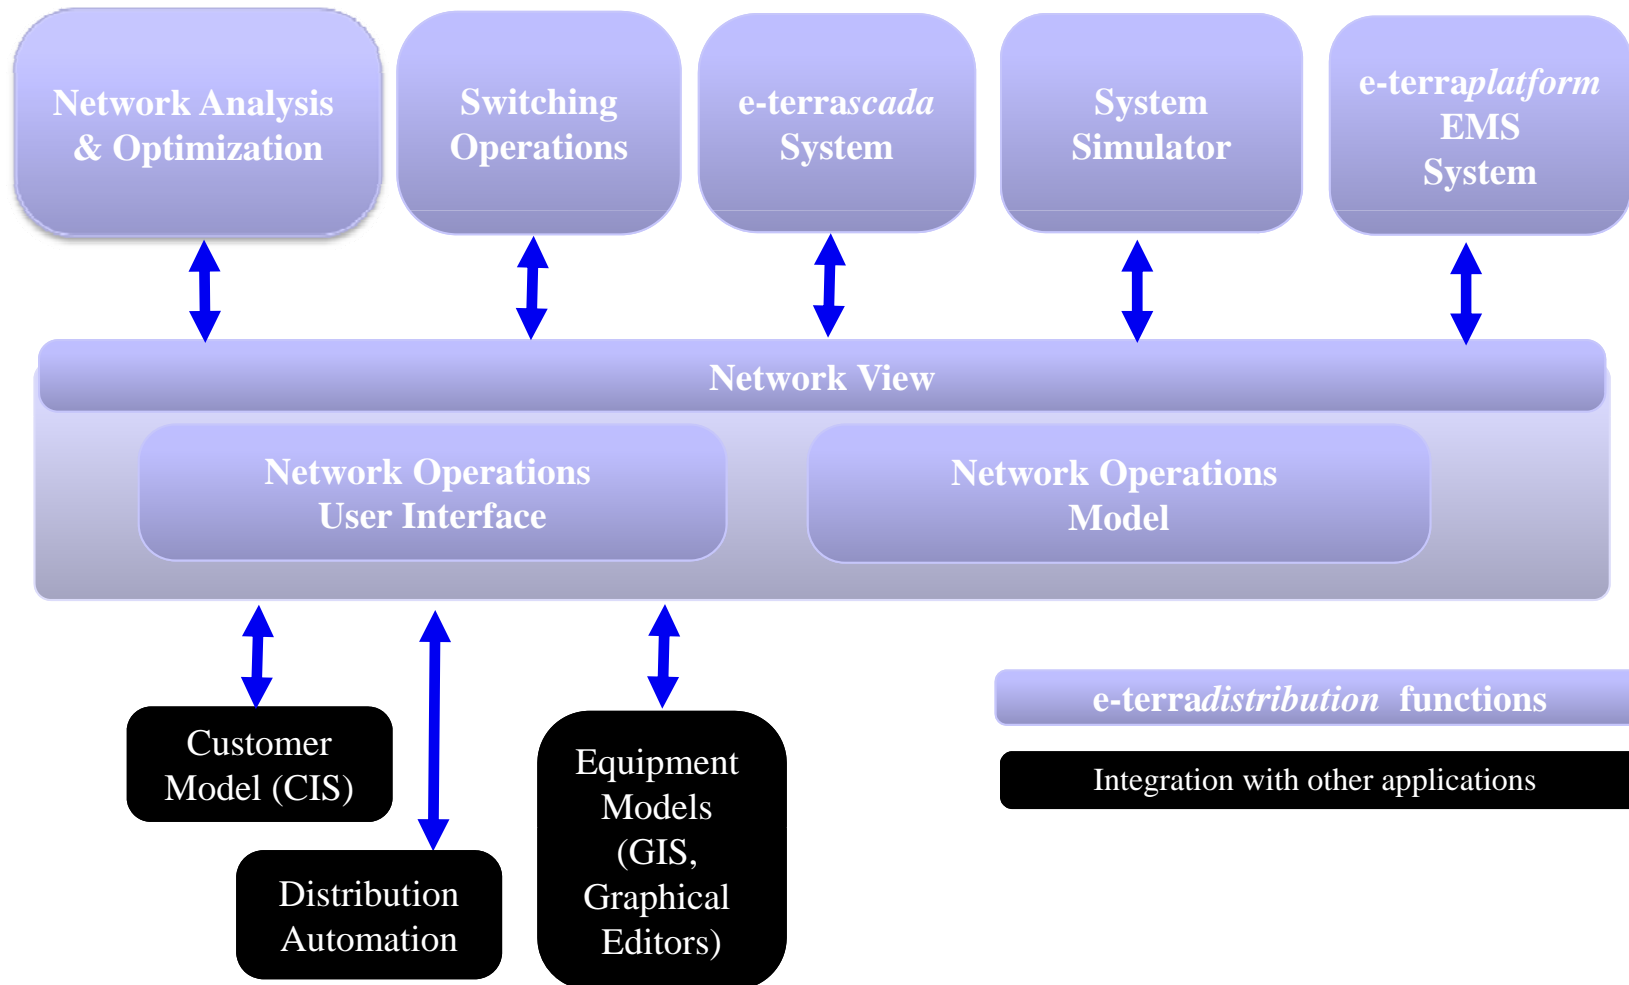 Network Analysis
& Optimization
Switching
Operations
e-terrascada
System
System
Simulator
e-terraplatform
EMS
System
Network View
Network Operations
User Interface
Network Operations
Model
Customer
Model (CIS)
Distribution
Automation
Equipment
Models
(GIS,
Graphical
Editors)
e-terradistribution functions
Integration with other applications